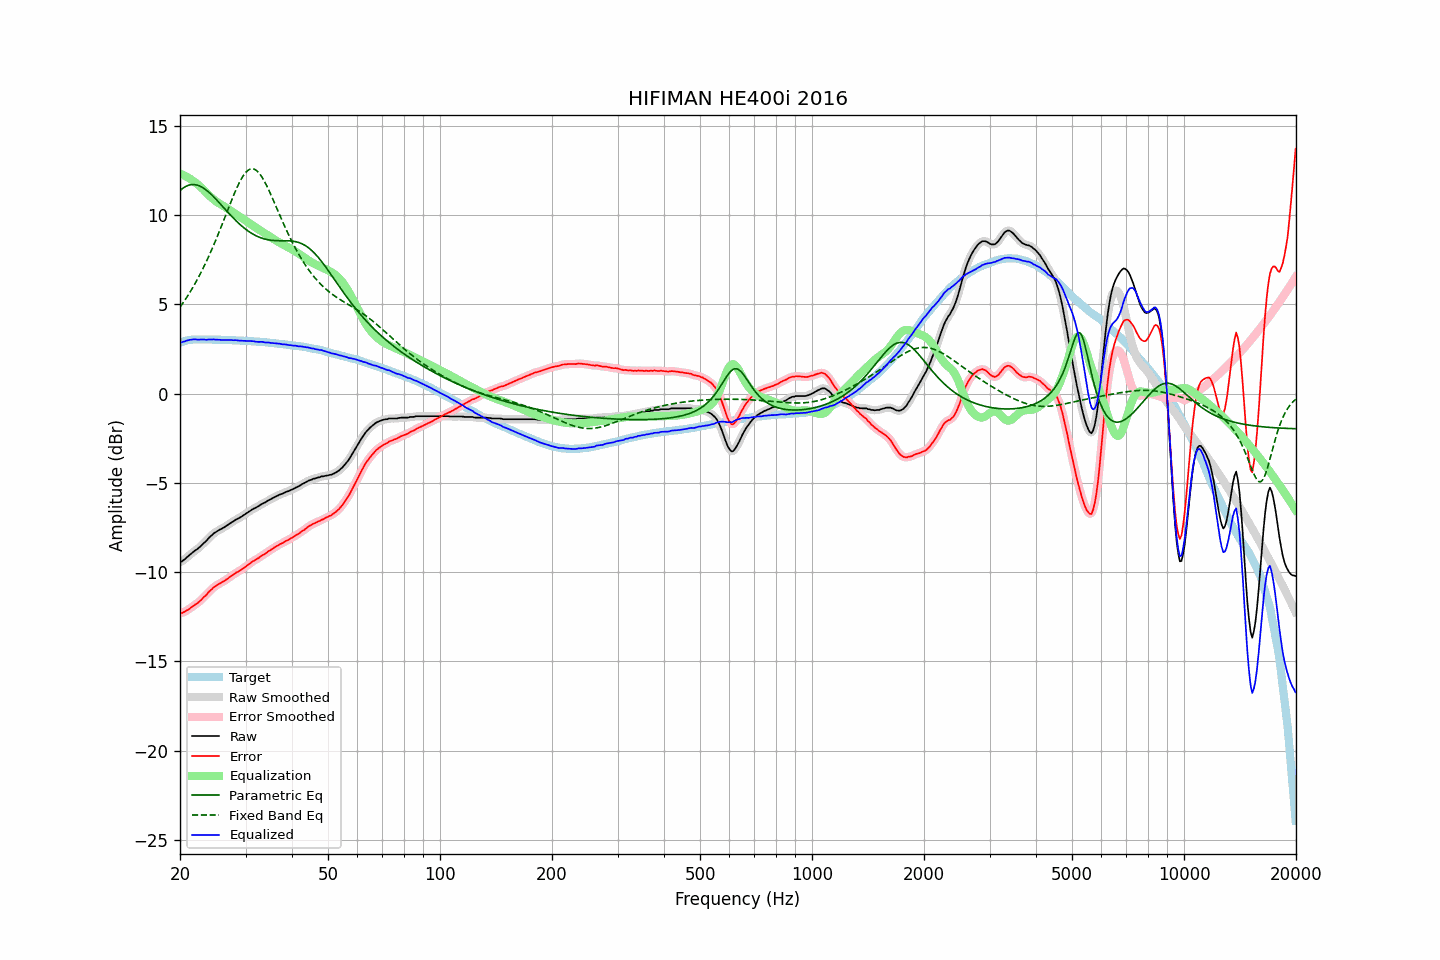 HIFIMAN HE400i 2016
Amplitude (dBr)
15
10
5
0
−5
−10
−15
−20
−25
Target
Raw Smoothed
Error Smoothed
Raw
Error
Equalization
Parametric Eq
Fixed Band Eq
Equalized
20 50 100 200 500 1000 2000 5000 10000 20000
Frequency (Hz)